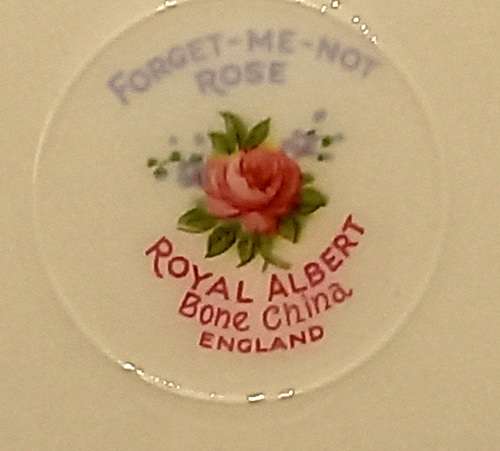 FORGET-ME-NOT
ROSE
ROYAL ALBERT
Bone China
ENGLAND